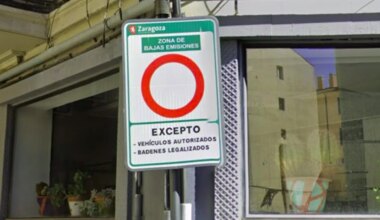 Zaragoza
ZONA DE
BAJAS EMISIONES
EXCEPTO
- VEHÍCULOS AUTORIZADOS
- BADENES LEGALIZADOS